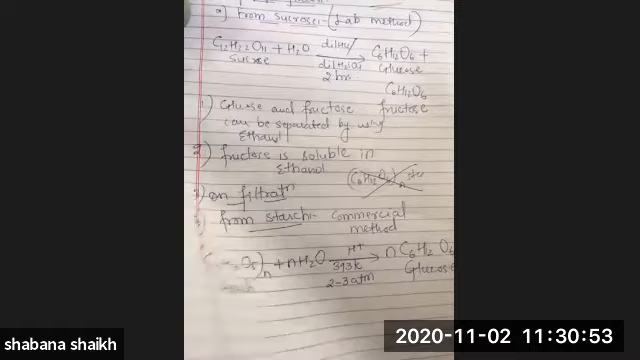 a) From sucrose:- (Lab method)
C12H22O11 + H2O dil HCl/ C6H12O6 +
sucrose dil H2SO4 Glucose
2 hrs C6H12O6
1) Glucose and fructose fructose
can be separated by using
Ethanol
2) fructose is soluble in
Ethanol
3) on filtratn
from starch:- commercial
method
O5)n + nH2O H+ n C6H12O6
393k Glucose
2-3 atm
shabana shaikh
2020-11-02 11:30:53